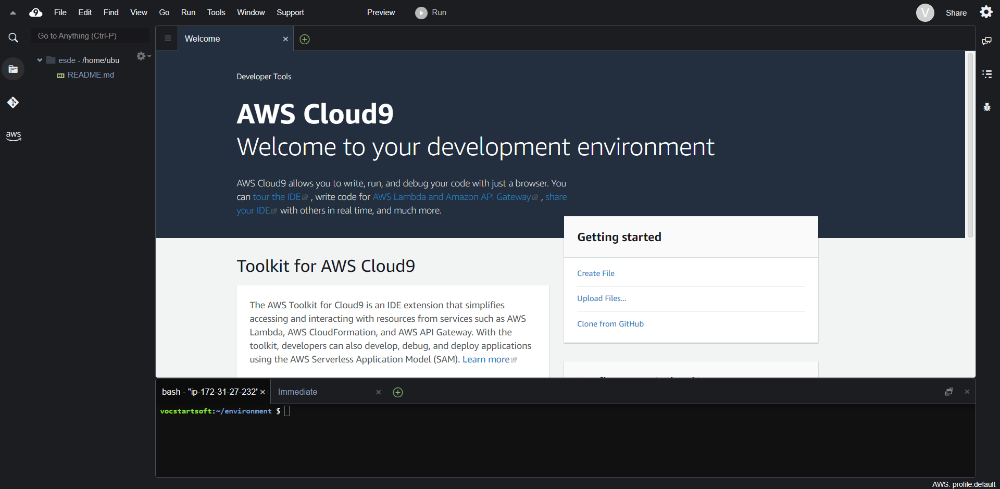 File Edit Find View Go Run Tools Window Support Preview Run V Share
Go to Anything (Ctrl-P)
esde - /home/ubu
README.md
aws
Welcome
Developer Tools
AWS Cloud9
Welcome to your development environment
AWS Cloud9 allows you to write, run, and debug your code with just a browser. You
can tour the IDE , write code for AWS Lambda and Amazon API Gateway , share
your IDE with others in real time, and much more.
Toolkit for AWS Cloud9
The AWS Toolkit for Cloud9 is an IDE extension that simplifies
accessing and interacting with resources from services such as AWS
Lambda, AWS CloudFormation, and AWS API Gateway. With the
toolkit, developers can also develop, debug, and deploy applications
using the AWS Serverless Application Model (SAM). Learn more
Getting started
Create File
Upload Files...
Clone from GitHub
bash - "ip-172-31-27-232" Immediate
vocstartsoft:~/environment $
AWS: profile:default